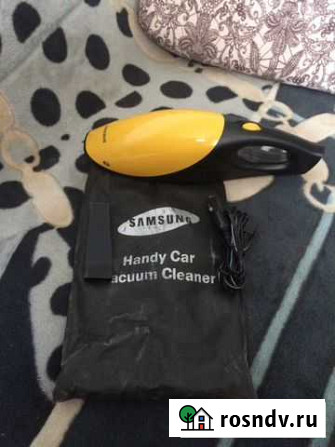 SAMSUNG
Handy Car
acuum Cleaner
rosndv.ru